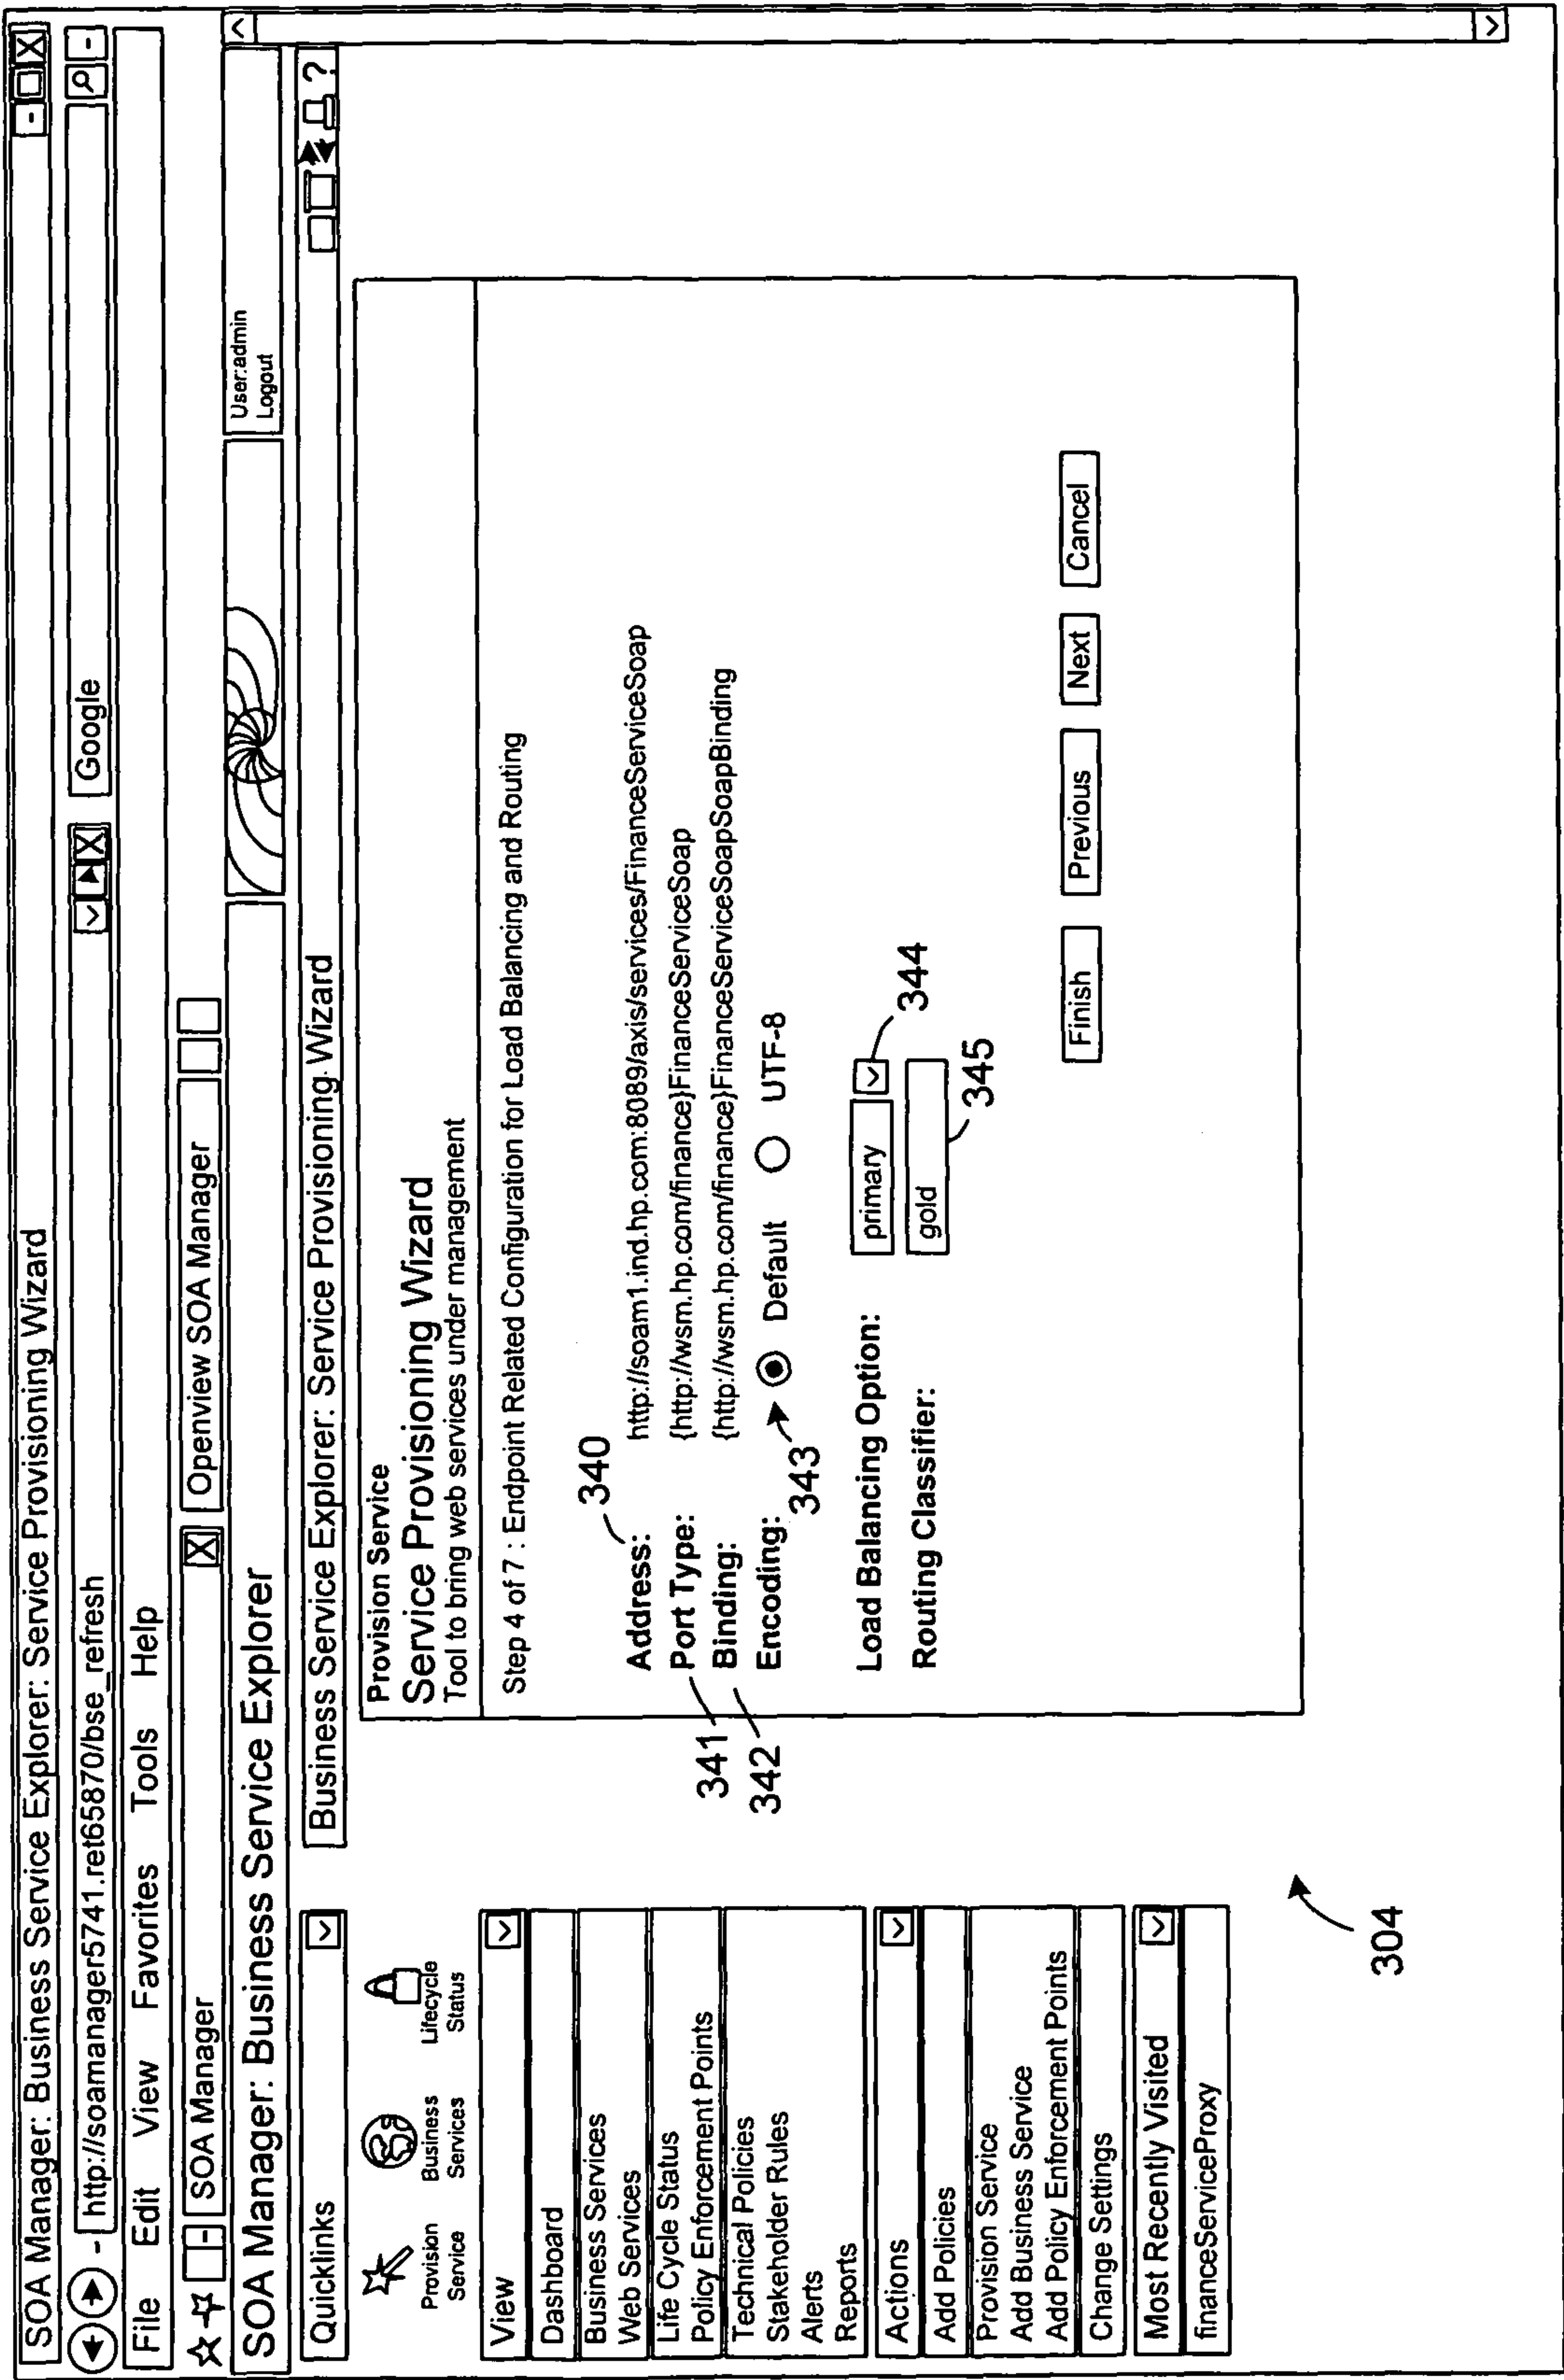 SOA Manager: Business Service Explorer: Service Provisioning Wizard
http://soamanager5741.ret65870/bse_refresh
Google
File Edit View Favorites Tools Help
SOA Manager
Openview SOA Manager
SOA Manager: Business Service Explorer
User:admin
Logout
Quicklinks
Business Service Explorer: Service Provisioning Wizard
?
Provision
Service
Business
Services
Lifecycle
Status
View
Dashboard
Business Services
Web Services
Life Cycle Status
Policy Enforcement Points
Technical Policies
Stakeholder Rules
Alerts
Reports
Actions
Add Policies
Provision Service
Add Business Service
Add Policy Enforcement Points
Change Settings
Most Recently Visited
financeServiceProxy
Provision Service
Service Provisioning Wizard
Tool to bring web services under management
Step 4 of 7 : Endpoint Related Configuration for Load Balancing and Routing
340
Address: http://soam1.ind.hp.com:8089/axis/services/FinanceServiceSoap
341
Port Type: {http://wsm.hp.com/finance}FinanceServiceSoap
342
Binding: {http://wsm.hp.com/finance}FinanceServiceSoapSoapBinding
Encoding: Default UTF-8
343
Load Balancing Option: primary
344
Routing Classifier: gold
345
Finish Previous Next Cancel
304